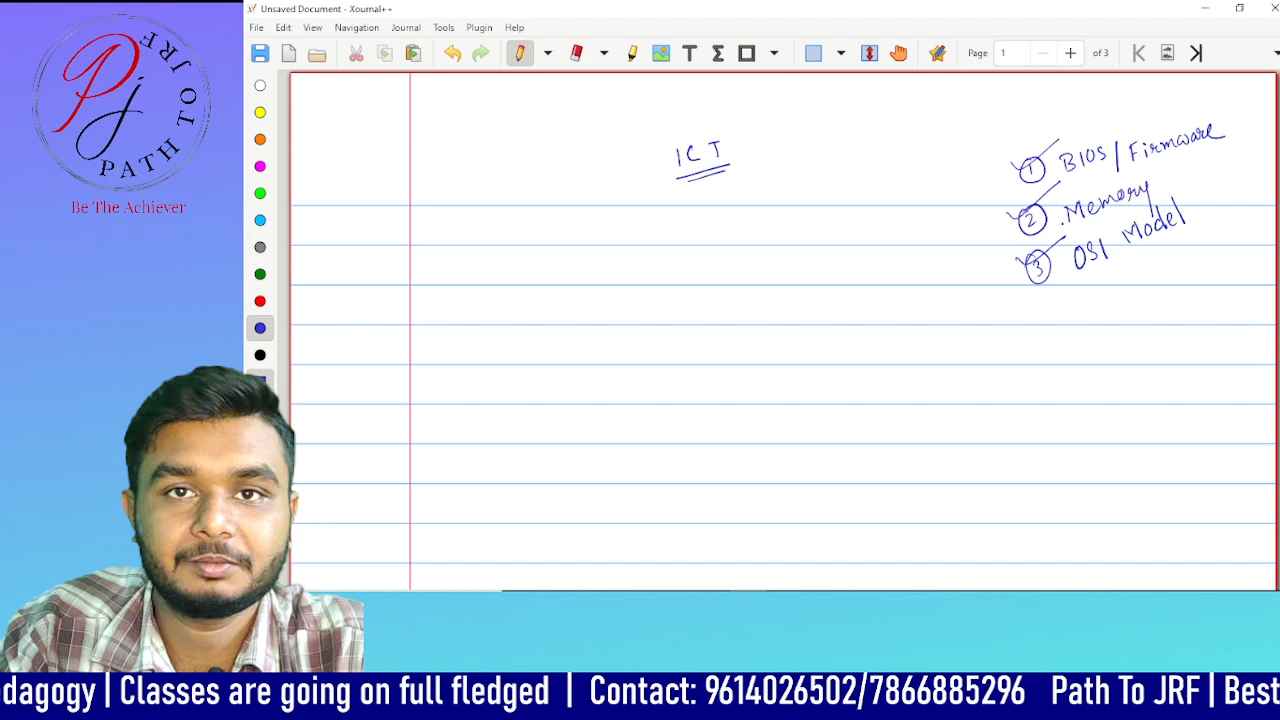 Unsaved Document - Xournal++
File Edit View Navigation Journal Tools Plugin Help
Page 1 of 3
PJ
PATH TO JRF
Be The Achiever
ICT
1 BIOS / Firmware
2 Memory
3 OSI Model
edagogy | Classes are going on full fledged | Contact: 9614026502/7866885296 Path To JRF | Best